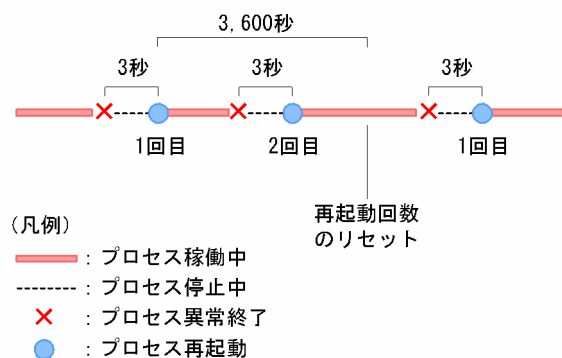 3,600秒
3秒
3秒
3秒
1回目
2回目
1回目
再起動回数
のリセット
(凡例)
: プロセス稼働中
: プロセス停止中
: プロセス異常終了
: プロセス再起動